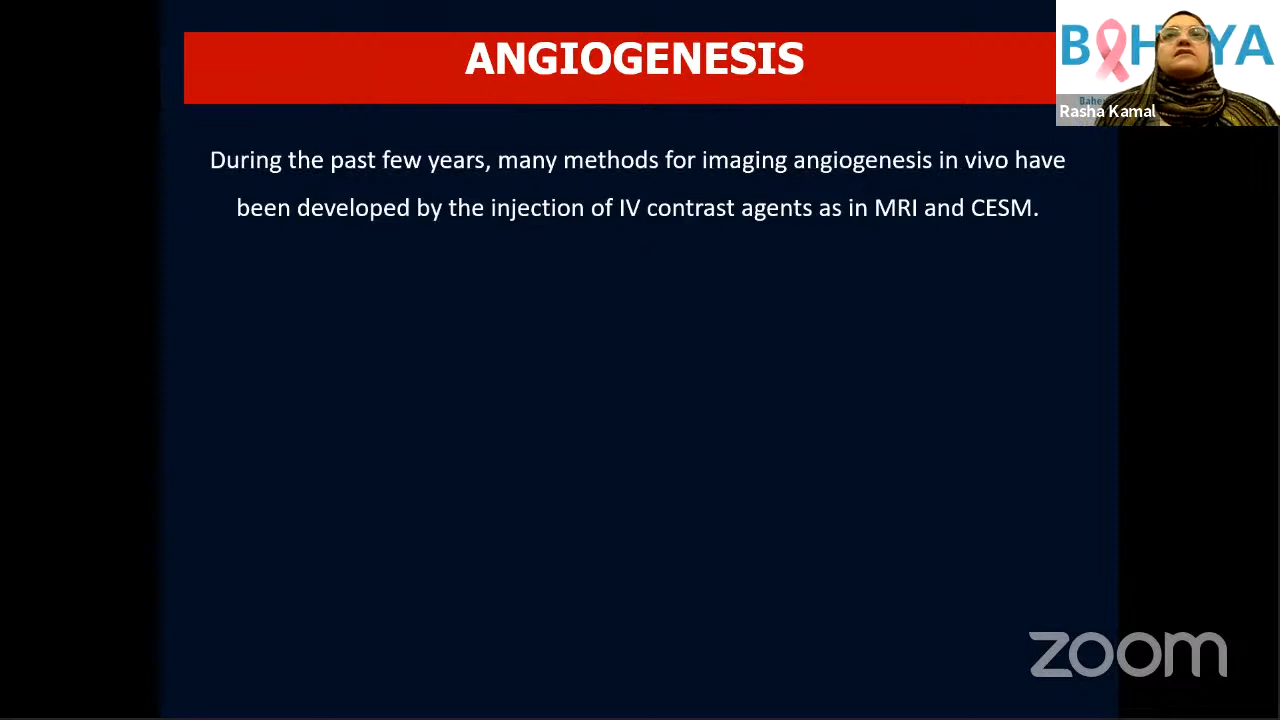 ANGIOGENESIS
During the past few years, many methods for imaging angiogenesis in vivo have
been developed by the injection of IV contrast agents as in MRI and CESM.
YA
Rasha Kamal
zoom